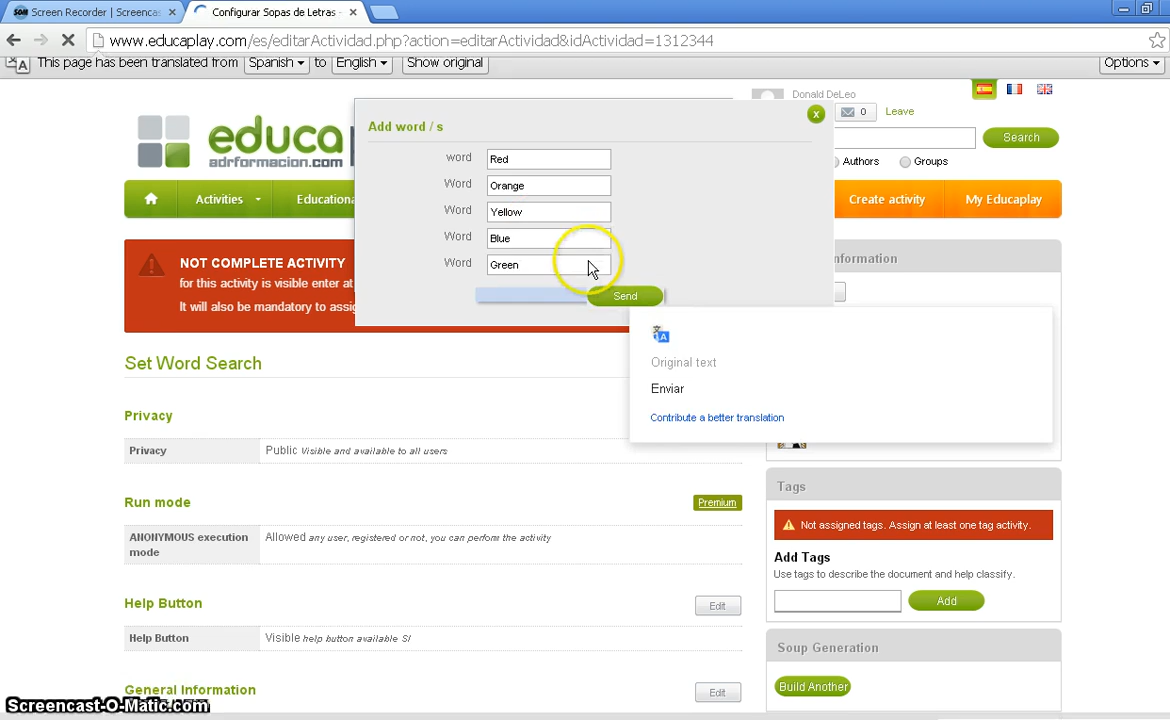 Screen Recorder | Screencas
Configurar Sopas de Letras -
www.educaplay.com/es/editarActividad.php?action=editarActividad&idActividad=1312344
This page has been translated from Spanish to English Show original Options
Donald DeLeo
0 Leave
educa
adrformacion.com
Search
Authors Groups
Activities Educationa Create activity My Educaplay
Add word / s
word Red
Word Orange
Word Yellow
Word Blue
Word Green
Send
Original text
Enviar
Contribute a better translation
NOT COMPLETE ACTIVITY
for this activity is visible enter at
It will also be mandatory to assig
nformation
Set Word Search
Privacy
Privacy Public Visible and available to all users
Run mode Premium
ANONYMOUS execution mode Allowed any user, registered or not, you can perform the activity
Help Button Edit
Help Button Visible help button available SI
General Information Edit
Tags
Not assigned tags. Assign at least one tag activity.
Add Tags
Use tags to describe the document and help classify.
Add
Soup Generation
Build Another
Screencast-O-Matic.com